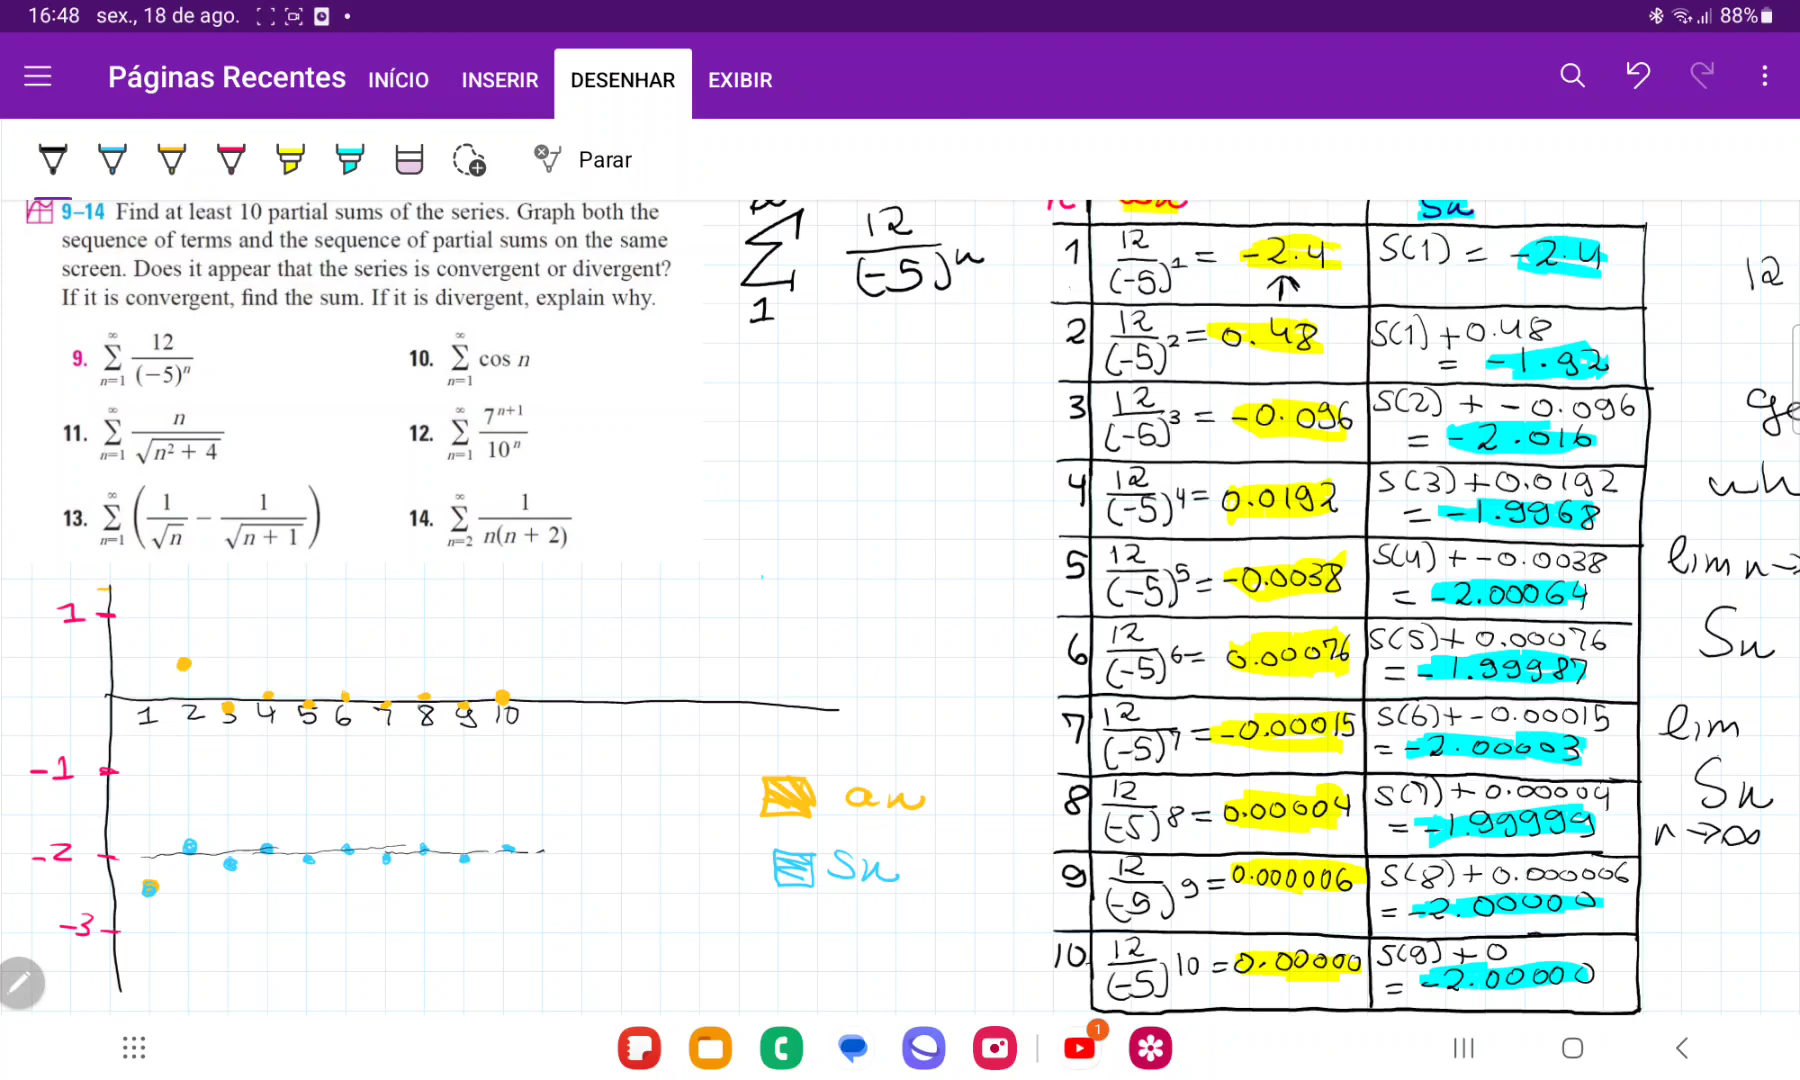 16:48 sex., 18 de ago.
88%
Páginas Recentes INÍCIO INSERIR DESENHAR EXIBIR
Parar
9–14 Find at least 10 partial sums of the series. Graph both the
sequence of terms and the sequence of partial sums on the same
screen. Does it appear that the series is convergent or divergent?
If it is convergent, find the sum. If it is divergent, explain why.
9. ∑_{n=1}^{∞} 12/(−5)^n
10. ∑_{n=1}^{∞} cos n
11. ∑_{n=1}^{∞} n/√(n² + 4)
12. ∑_{n=1}^{∞} 7^{n+1}/10^n
13. ∑_{n=1}^{∞} (1/√n − 1/√(n + 1))
14. ∑_{n=2}^{∞} 1/(n(n + 2))
1
1 2 3 4 5 6 7 8 9 10
-1
-2
-3
an
Sn
∑_{1}^{∞} 12/(-5)^n
Sn
1 12/(-5)^1 = -2.4 S(1) = -2.4
2 12/(-5)^2 = 0.48 S(1) + 0.48
= -1.92
3 12/(-5)^3 = -0.096 S(2) + -0.096
= -2.016
4 12/(-5)^4 = 0.0192 S(3) + 0.0192
= -1.9968
5 12/(-5)^5 = -0.0038 S(4) + -0.0038
= -2.00064
6 12/(-5)^6 = 0.00076 S(5) + 0.00076
= -1.99987
7 12/(-5)^7 = -0.00015 S(6) + -0.00015
= -2.00003
8 12/(-5)^8 = 0.00004 S(7) + 0.00004
= -1.99999
9 12/(-5)^9 = 0.000006 S(8) + 0.000006
= -2.00000
10 12/(-5)^10 = 0.00000 S(9) + 0
= -2.00000
12
ge
wh
lim n→
Sn
lim
Sn
n→∞
1